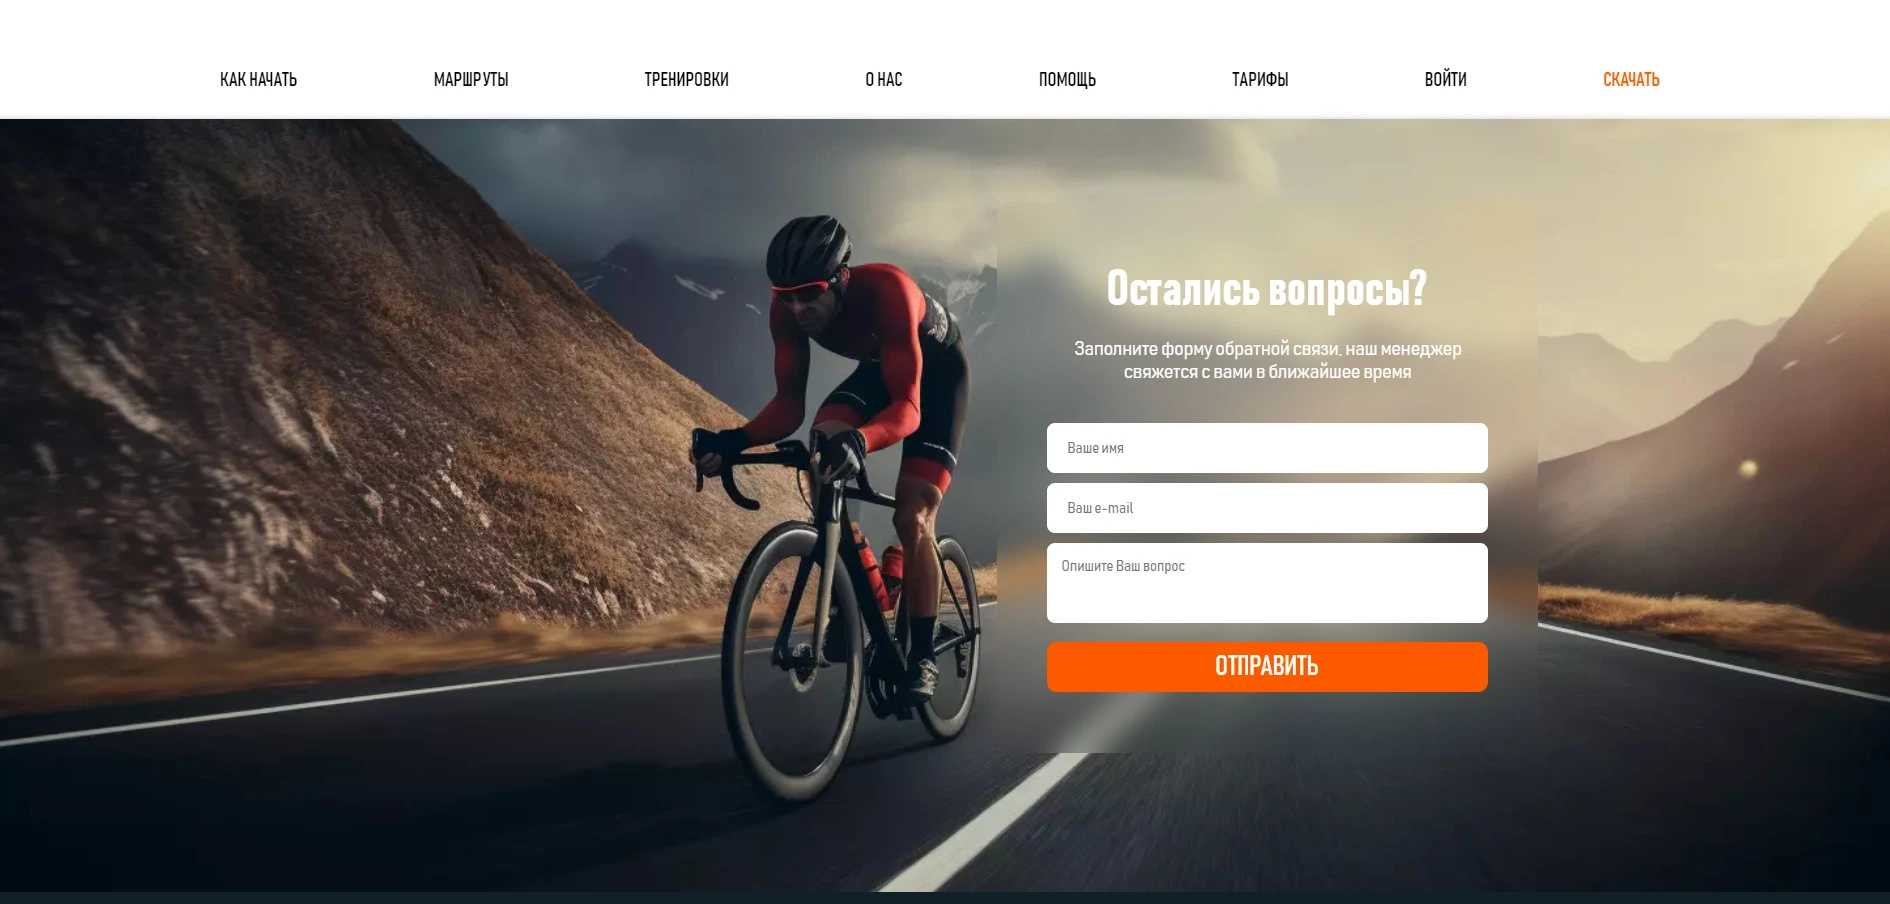 КАК НАЧАТЬ МАРШРУТЫ ТРЕНИРОВКИ О НАС ПОМОЩЬ ТАРИФЫ ВОЙТИ СКАЧАТЬ
Остались вопросы?
Заполните форму обратной связи, наш менеджер
свяжется с вами в ближайшее время
Ваше имя
Ваш e-mail
Опишите Ваш вопрос
ОТПРАВИТЬ